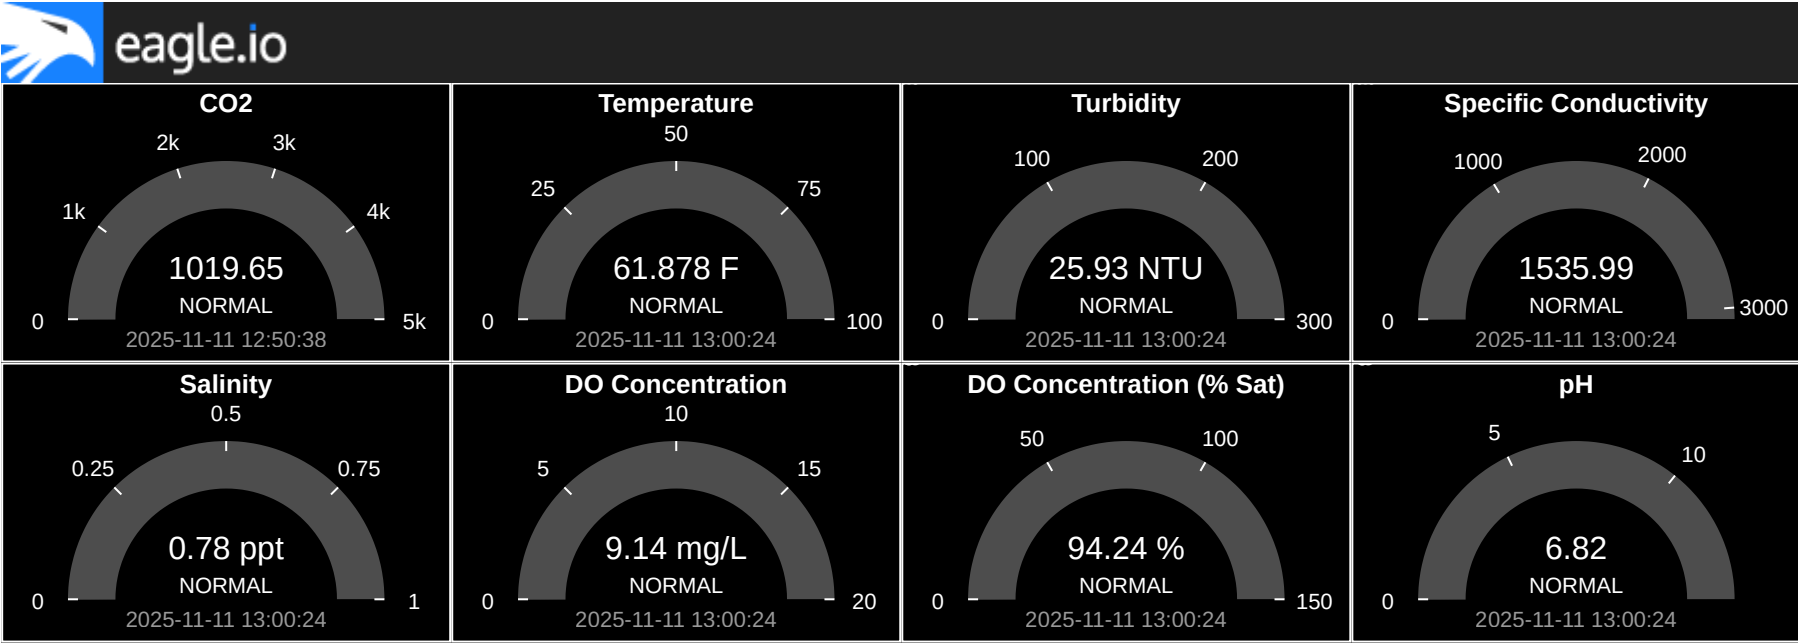 eagle.io
CO2
2k 3k
1k 4k
1019.65
NORMAL
0 5k
2025-11-11 12:50:38
Temperature
50
25 75
61.878 F
NORMAL
0 100
2025-11-11 13:00:24
Turbidity
100 200
25.93 NTU
NORMAL
0 300
2025-11-11 13:00:24
Specific Conductivity
1000 2000
1535.99
NORMAL
0 3000
2025-11-11 13:00:24
Salinity
0.5
0.25 0.75
0.78 ppt
NORMAL
0 1
2025-11-11 13:00:24
DO Concentration
10
5 15
9.14 mg/L
NORMAL
0 20
2025-11-11 13:00:24
DO Concentration (% Sat)
50 100
94.24 %
NORMAL
0 150
2025-11-11 13:00:24
pH
5 10
6.82
NORMAL
0
2025-11-11 13:00:24